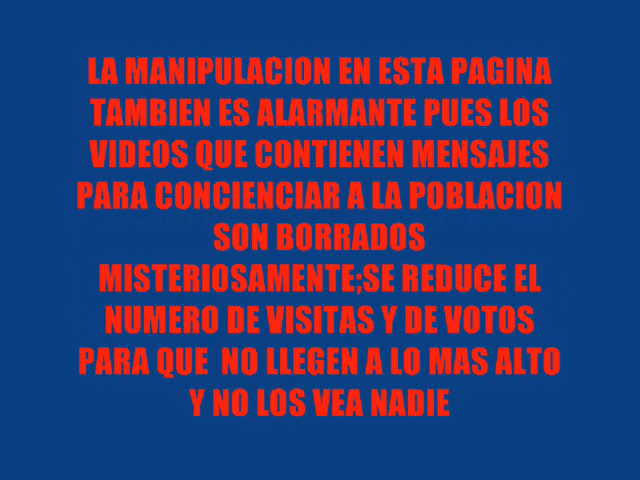 LA MANIPULACION EN ESTA PAGINA
TAMBIEN ES ALARMANTE PUES LOS
VIDEOS QUE CONTIENEN MENSAJES
PARA CONCIENCIAR A LA POBLACION
SON BORRADOS
MISTERIOSAMENTE;SE REDUCE EL
NUMERO DE VISITAS Y DE VOTOS
PARA QUE  NO LLEGEN A LO MAS ALTO
Y NO LOS VEA NADIE